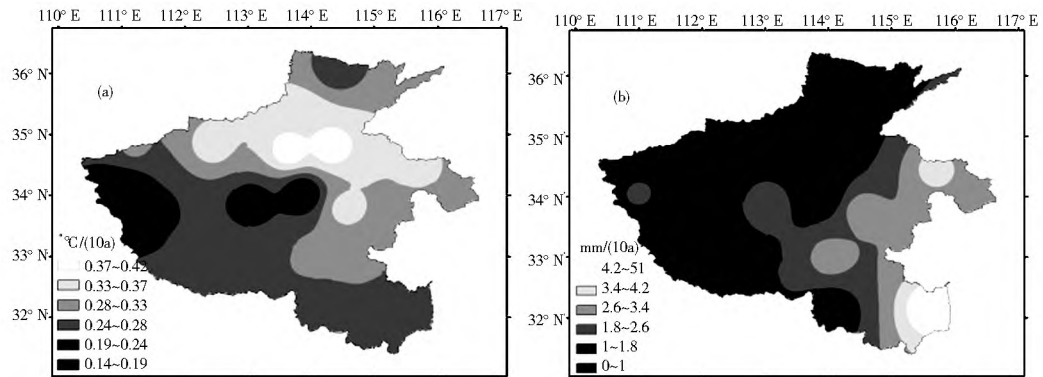 110° E 111° E 112° E 113° E 114° E 115° E 116° E 117° E
36° N
35° N
34° N
33° N
32° N
(a)
°C/(10a)
0.37~0.42
0.33~0.37
0.28~0.33
0.24~0.28
0.19~0.24
0.14~0.19
110° E 111° E 112° E 113° E 114° E 115° E 116° E 117° E
36° N
35° N
34° N
33° N
32° N
(b)
mm/(10a)
4.2~51
3.4~4.2
2.6~3.4
1.8~2.6
1~1.8
0~1